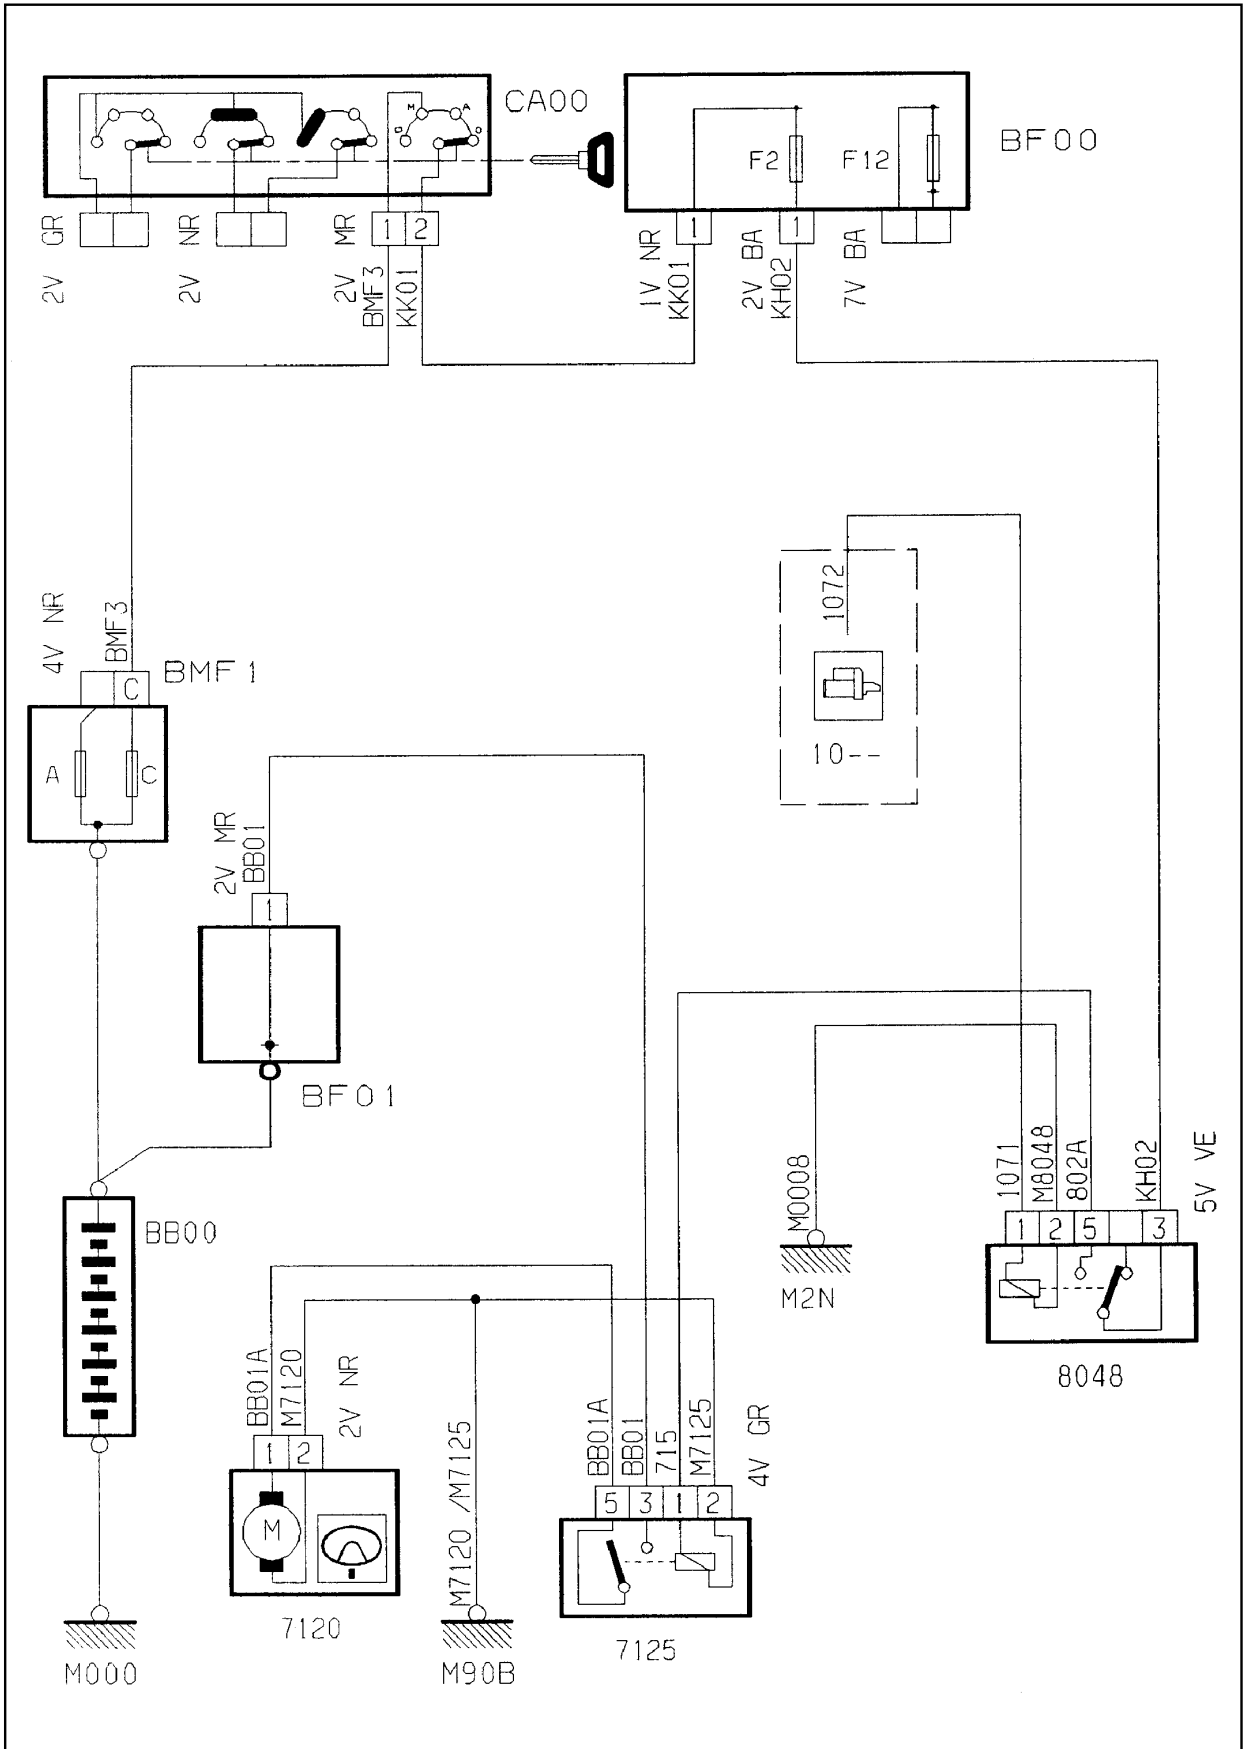 CA00
BF00
M
A
F2
F12
2V GR
2V NR
2V MR
1
2
BMF3
KK01
1
1V NR
KK01
1
2V BA
KH02
7V BA
1072
10--
4V NR
BMF3
C
BMF1
A
C
2V MR
BB01
1
BF01
BB00
M0008
M2N
1071
M8048
802A
KH02
5V VE
1
2
5
3
8048
BB01A
M7120
2V NR
1
2
M
7120
M7120 /M7125
M90B
BB01A
BB01
715
M7125
4V GR
5
3
1
2
7125
M000